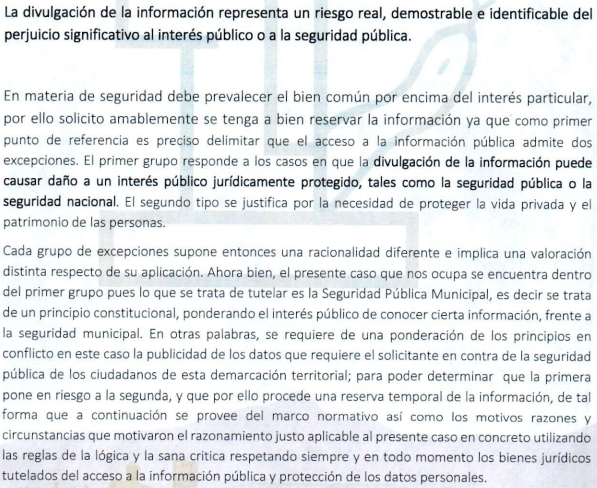 La divulgación de la información representa un riesgo real, demostrable e identificable del
perjuicio significativo al interés público o a la seguridad pública.
En materia de seguridad debe prevalecer el bien común por encima del interés particular,
por ello solicito amablemente se tenga a bien reservar la información ya que como primer
punto de referencia es preciso delimitar que el acceso a la información pública admite dos
excepciones. El primer grupo responde a los casos en que la divulgación de la información puede
causar daño a un interés público jurídicamente protegido, tales como la seguridad pública o la
seguridad nacional. El segundo tipo se justifica por la necesidad de proteger la vida privada y el
patrimonio de las personas.
Cada grupo de excepciones supone entonces una racionalidad diferente e implica una valoración
distinta respecto de su aplicación. Ahora bien, el presente caso que nos ocupa se encuentra dentro
del primer grupo pues lo que se trata de tutelar es la Seguridad Pública Municipal, es decir se trata
de un principio constitucional, ponderando el interés público de conocer cierta información, frente a
la seguridad municipal. En otras palabras, se requiere de una ponderación de los principios en
conflicto en este caso la publicidad de los datos que requiere el solicitante en contra de la seguridad
pública de los ciudadanos de esta demarcación territorial; para poder determinar que la primera
pone en riesgo a la segunda, y que por ello procede una reserva temporal de la información, de tal
forma que a continuación se provee del marco normativo así como los motivos razones y
circunstancias que motivaron el razonamiento justo aplicable al presente caso en concreto utilizando
las reglas de la lógica y la sana critica respetando siempre y en todo momento los bienes jurídicos
tutelados del acceso a la información pública y protección de los datos personales.